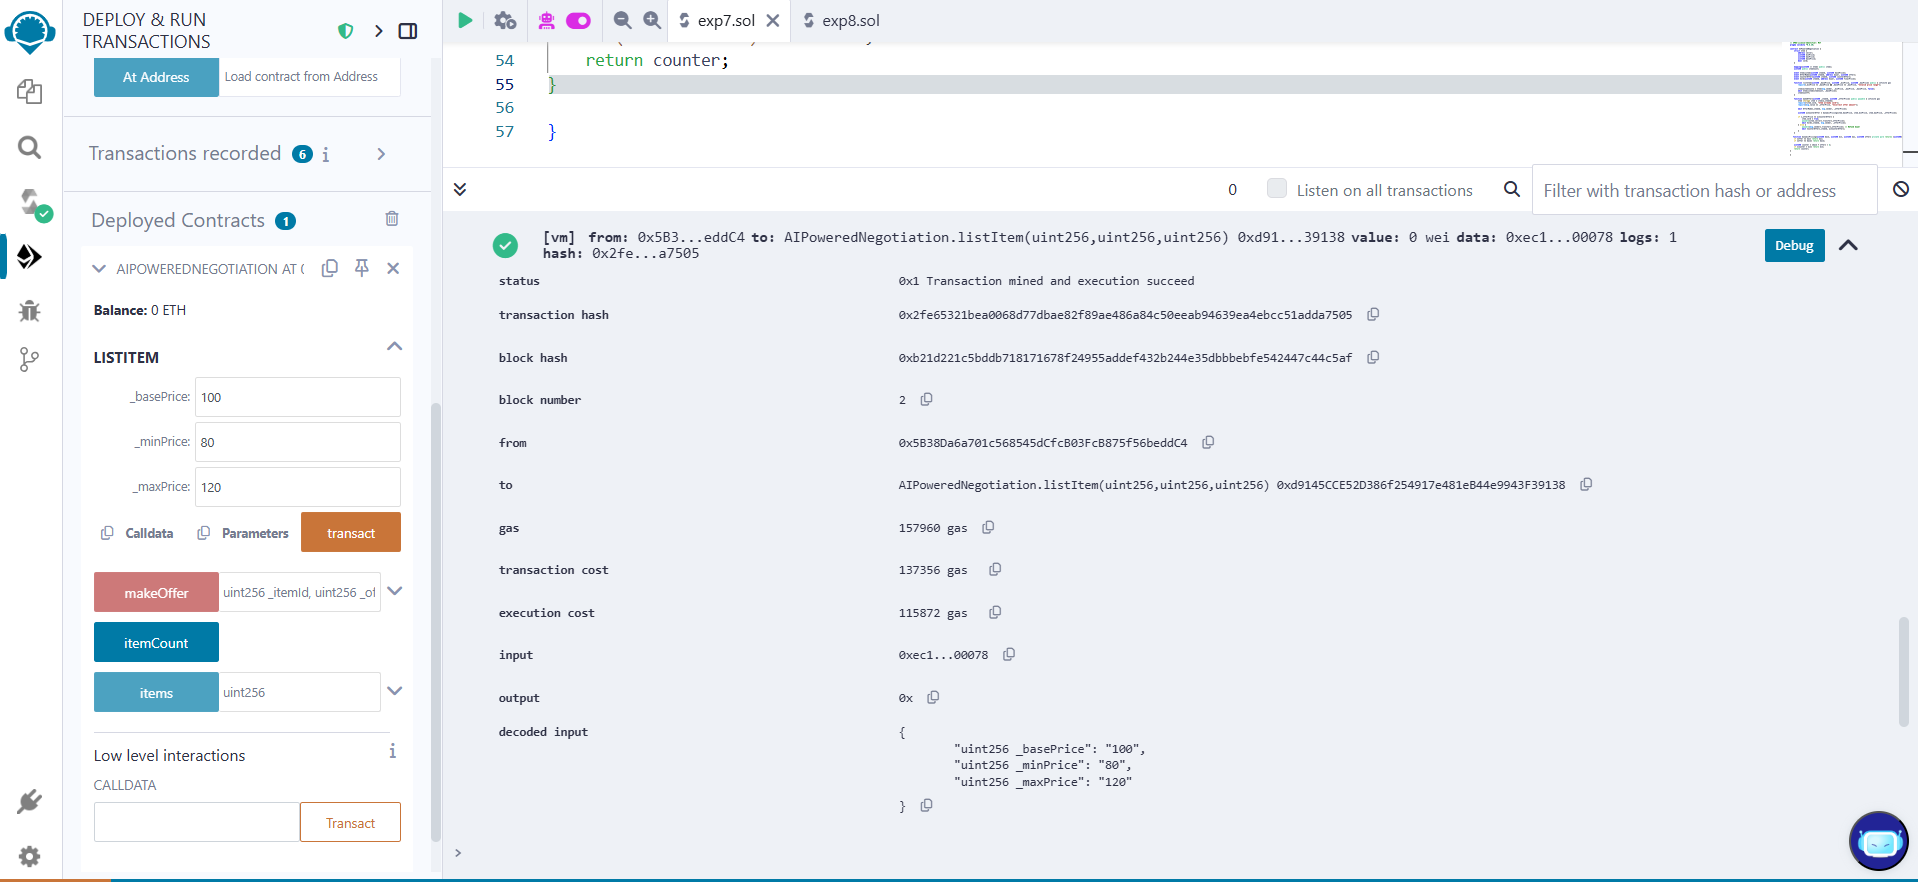 DEPLOY & RUN
TRANSACTIONS
At Address
Load contract from Address
Transactions recorded 6 i
Deployed Contracts 1
AIPOWEREDNEGOTIATION AT
Balance: 0 ETH
LISTITEM
_basePrice: 100
_minPrice: 80
_maxPrice: 120
Calldata Parameters transact
makeOffer uint256 _itemId, uint256 _of
itemCount
items uint256
Low level interactions i
CALLDATA
Transact
exp7.sol exp8.sol
54 return counter;
55 }
56
57 }
0 Listen on all transactions Filter with transaction hash or address
[vm] from: 0x5B3...eddC4 to: AIPoweredNegotiation.listItem(uint256,uint256,uint256) 0xd91...39138 value: 0 wei data: 0xec1...00078 logs: 1
hash: 0x2fe...a7505
Debug
status 0x1 Transaction mined and execution succeed
transaction hash 0x2fe65321bea0068d77dbae82f89ae486a84c50eeab94639ea4ebcc51adda7505
block hash 0xb21d221c5bddb718171678f24955addef432b244e35dbbbebfe542447c44c5af
block number 2
from 0x5B38Da6a701c568545dCfcB03FcB875f56beddC4
to AIPoweredNegotiation.listItem(uint256,uint256,uint256) 0xd9145CCE52D386f254917e481eB44e9943F39138
gas 157960 gas
transaction cost 137356 gas
execution cost 115872 gas
input 0xec1...00078
output 0x
decoded input {
"uint256 _basePrice": "100",
"uint256 _minPrice": "80",
"uint256 _maxPrice": "120"
}
>